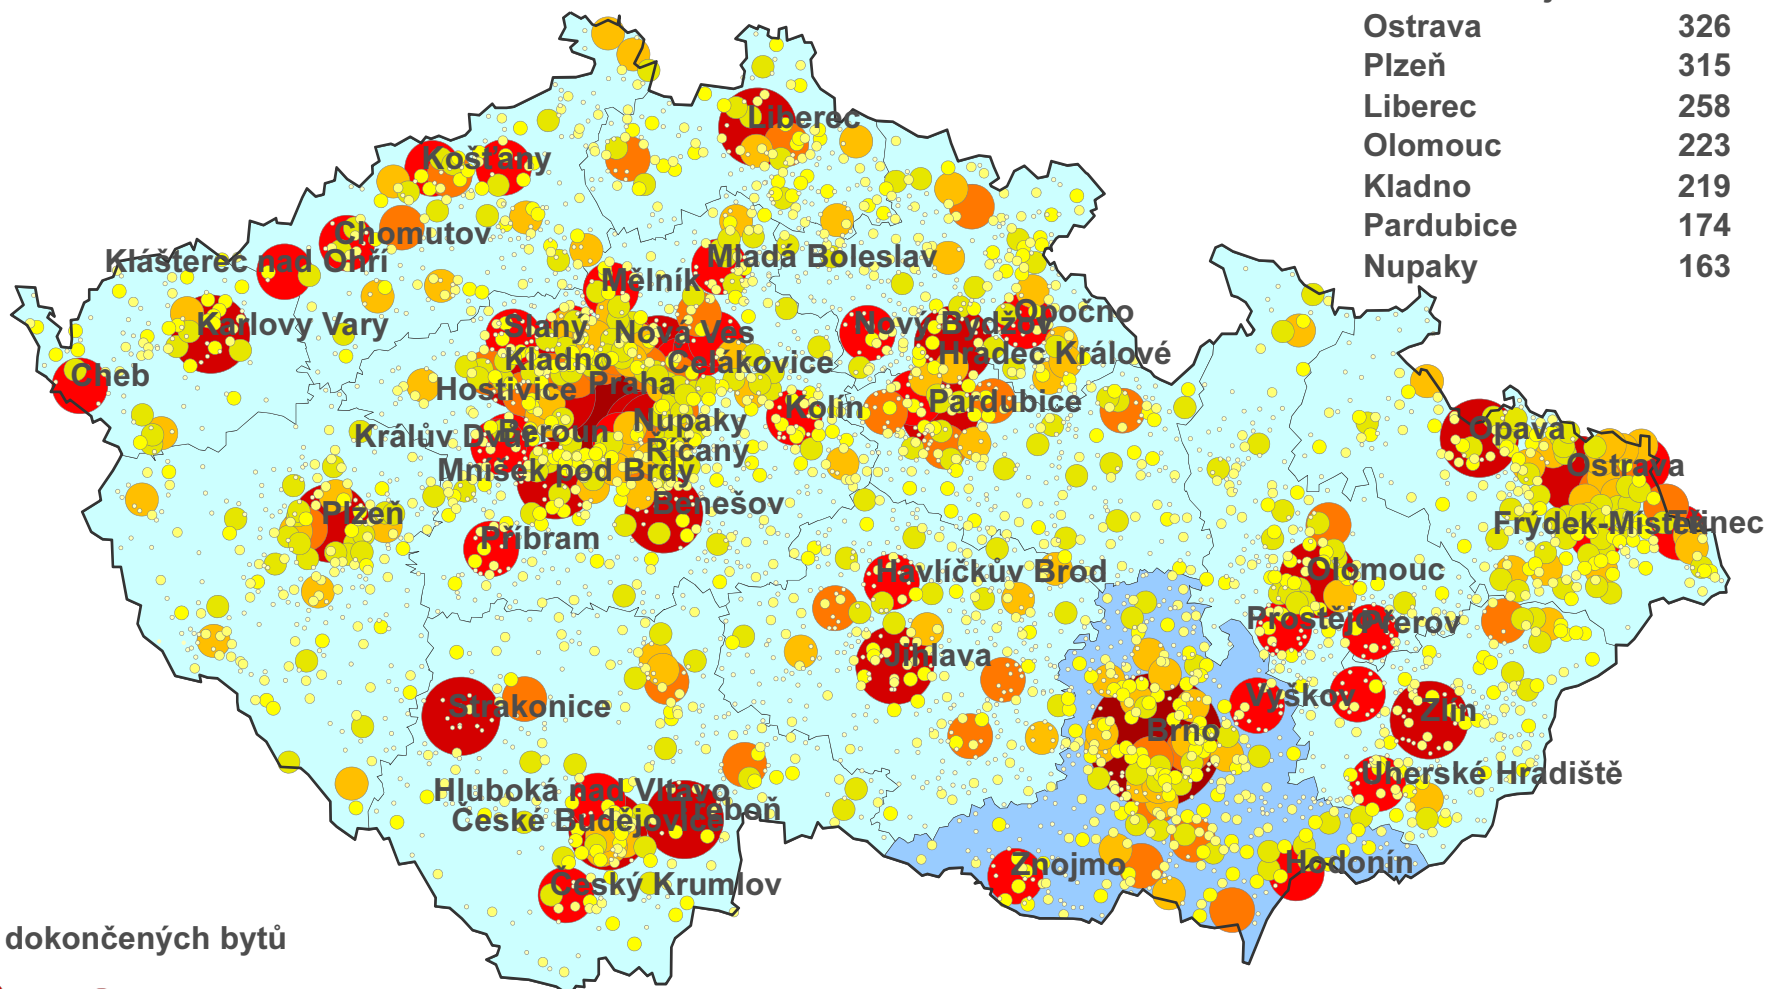 Ostrava 326
Plzeň 315
Liberec 258
Olomouc 223
Kladno 219
Pardubice 174
Nupaky 163
Liberec
Košťany
Chomutov
Klášterec nad Ohří
Mladá Boleslav
Mělník
Karlovy Vary
Slaný
Nová Ves
Nový Bydžov
Opočno
Hradec Králové
Kladno
Čelákovice
Cheb
Hostivice
Praha
Pardubice
Kolín
Nupaky
Králův Dvůr
Beroun
Říčany
Opava
Ostrava
Mníšek pod Brdy
Benešov
Plzeň
Frýdek-Místek
Třinec
Příbram
Havlíčkův Brod
Olomouc
Prostějov
Přerov
Jihlava
Vyškov
Strakonice
Zlín
Brno
Uherské Hradiště
Hluboká nad Vltavo
Třeboň
České Budějovice
Znojmo
Hodonín
Český Krumlov
dokončených bytů